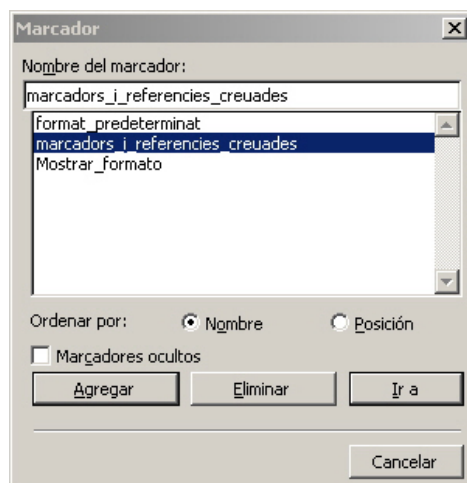 Marcador
Nombre del marcador:
marcadors_i_referencies_creuades
format_predeterminat
marcadors_i_referencies_creuades
Mostrar_formato
Ordenar por: Nombre Posición
Marcadores ocultos
Agregar Eliminar Ir a
Cancelar